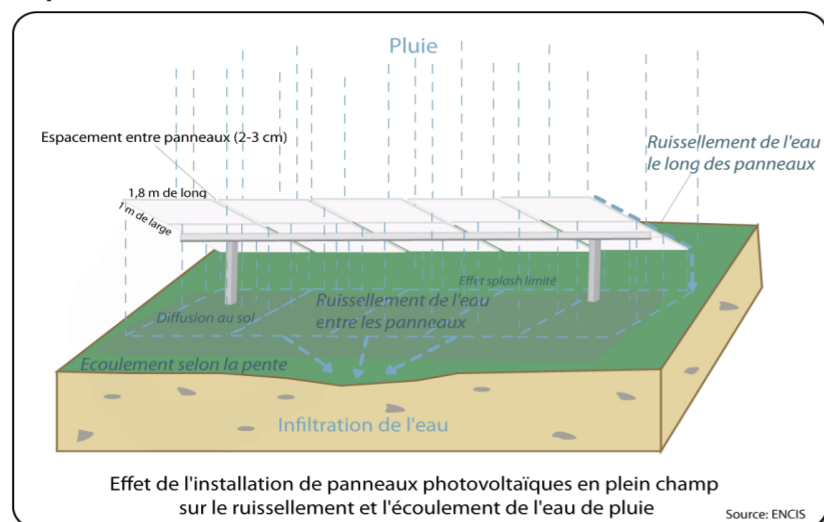 Pluie
Espacement entre panneaux (2-3 cm)
Ruissellement de l'eau
le long des panneaux
1,8 m de long
1 m de large
Effet splash limité
Ruissellement de l'eau
entre les panneaux
Diffusion au sol
Ecoulement selon la pente
Infiltration de l'eau
Effet de l'installation de panneaux photovoltaïques en plein champ
sur le ruissellement et l'écoulement de l'eau de pluie
Source: ENCIS